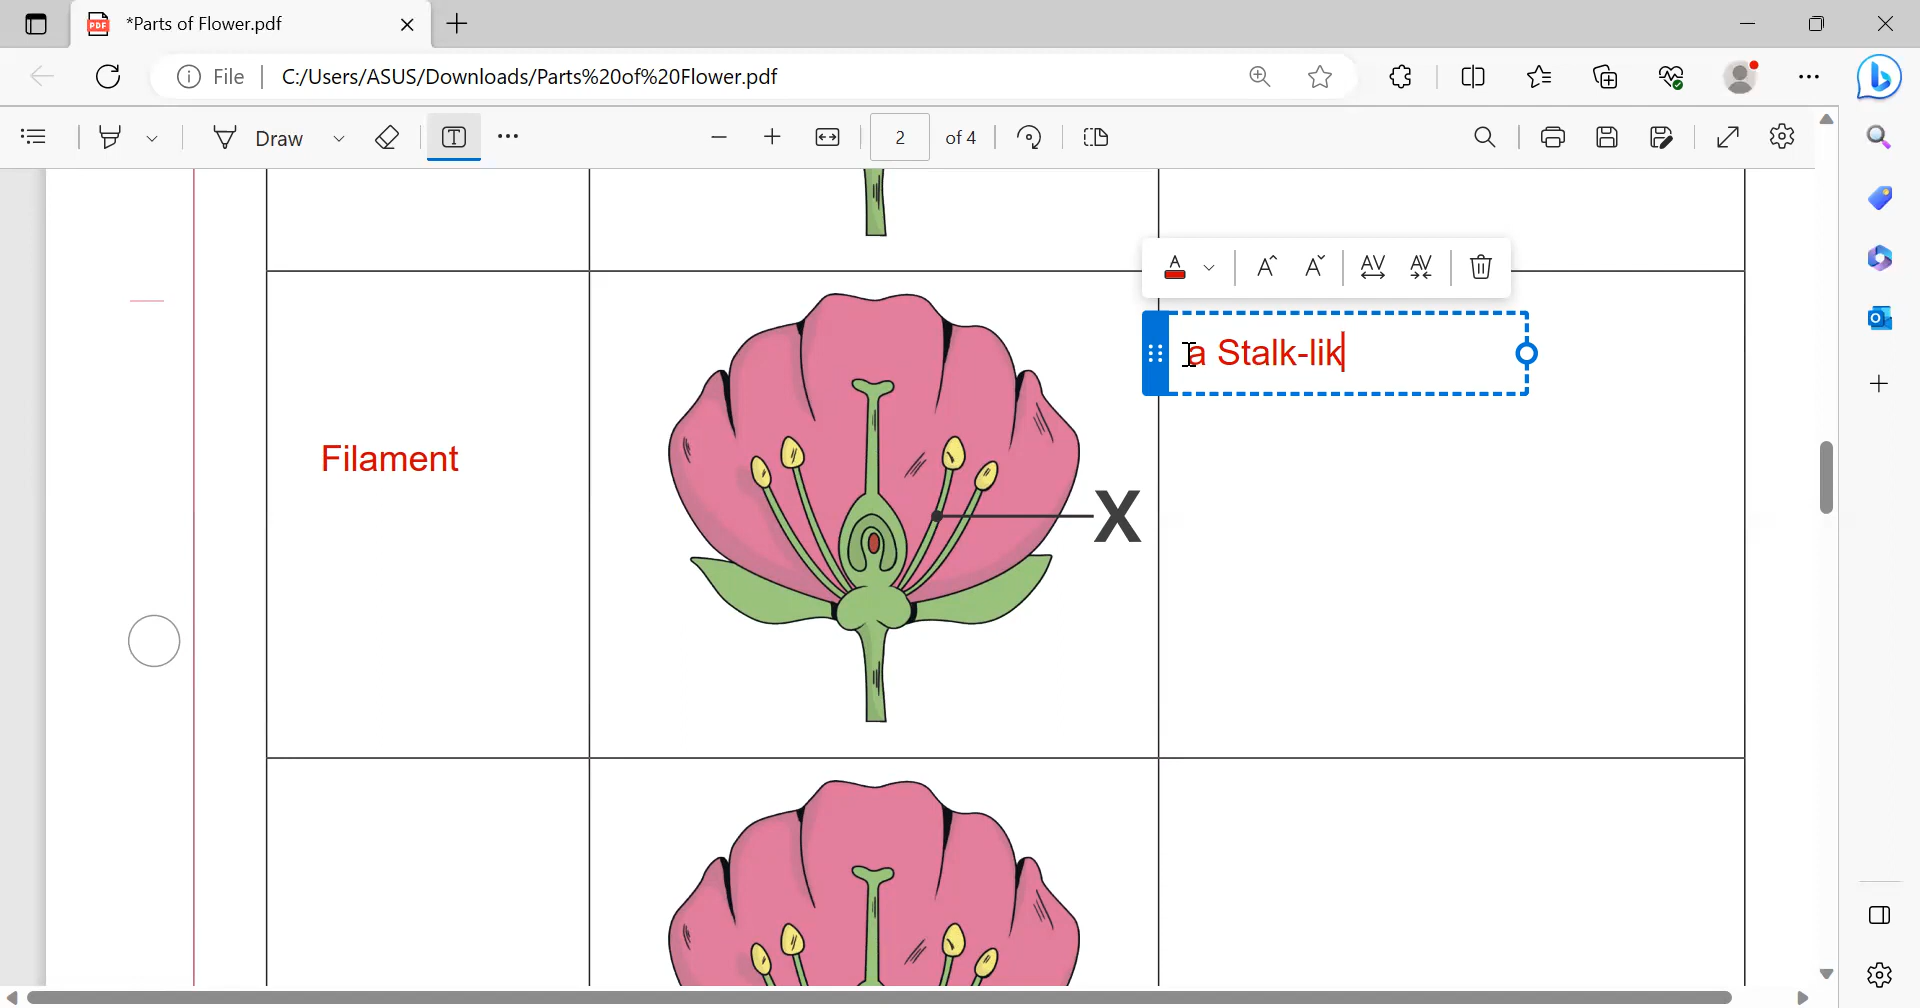 *Parts of Flower.pdf
File
C:/Users/ASUS/Downloads/Parts%20of%20Flower.pdf
Draw
2 of 4
a Stalk-lik
Filament
X